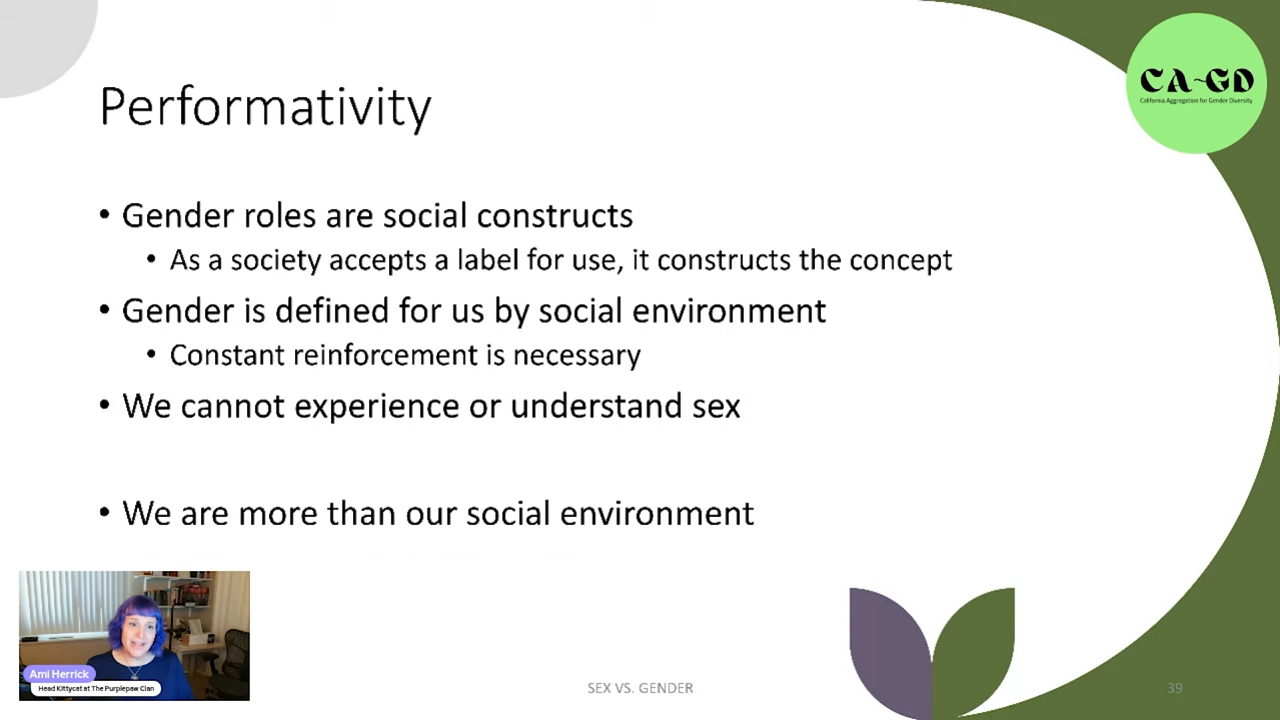 CA~GD
California Aggregation for Gender Diversity
Performativity
• Gender roles are social constructs
• As a society accepts a label for use, it constructs the concept
• Gender is defined for us by social environment
• Constant reinforcement is necessary
• We cannot experience or understand sex
• We are more than our social environment
Ami Herrick
Head Kittycat at The Purplepaw Clan
SEX VS. GENDER
39